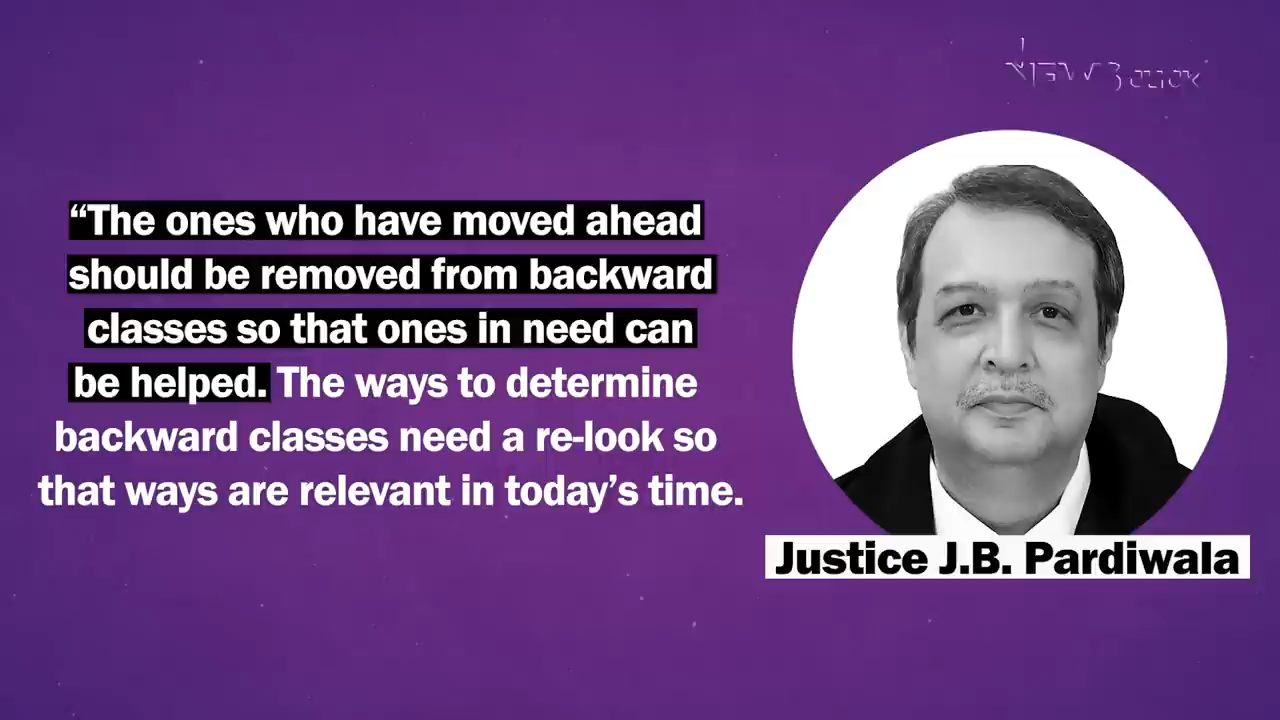 “The ones who have moved ahead
should be removed from backward
classes so that ones in need can
be helped. The ways to determine
backward classes need a re-look so
that ways are relevant in today’s time.
Justice J.B. Pardiwala